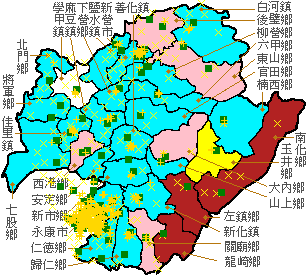 學麻下鹽新善化鎮
甲豆營水營
鎮鎮鄉鎮市
白河鎮
後壁鄉
柳營鄉
六甲鄉
東山鄉
官田鄉
楠西鄉
北門鄉
將軍鄉
佳里鎮
七股鄉
南化鄉
玉井鄉
大內鄉
山上鄉
西港鄉
安定鄉
新市鄉
永康市
仁德鄉
歸仁鄉
左鎮鄉
新化鎮
關廟鄉
龍崎鄉